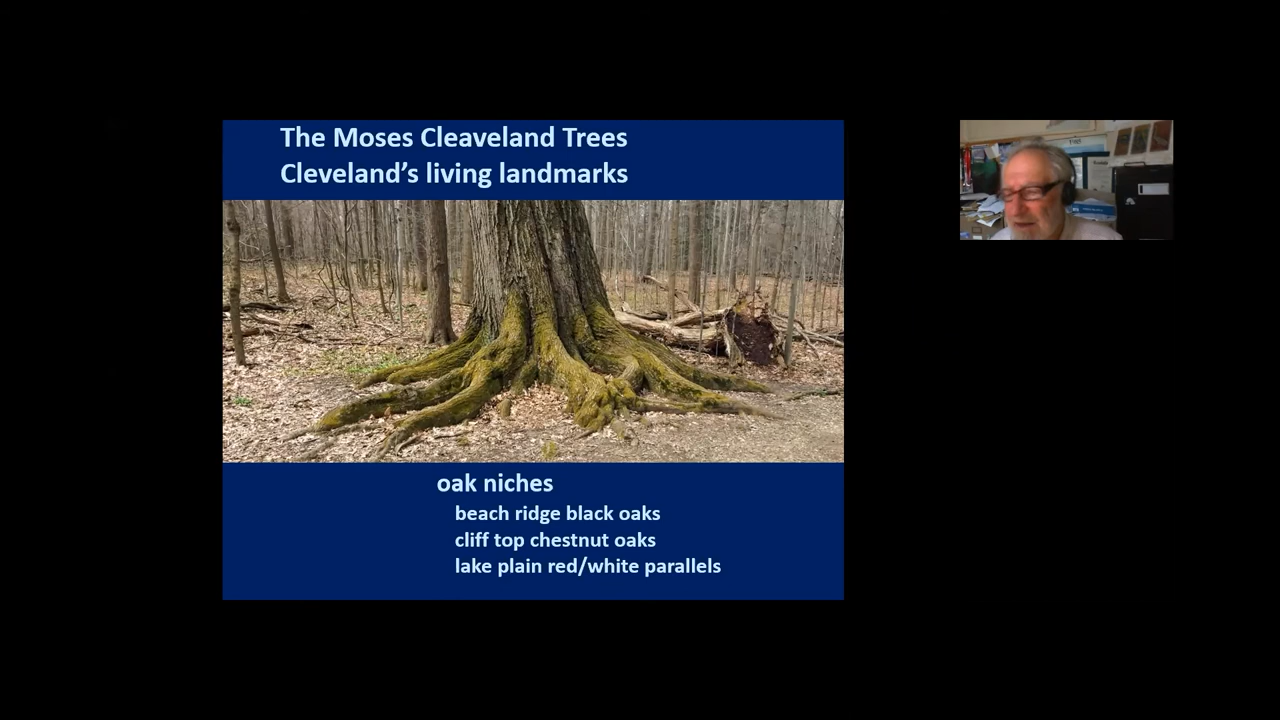 The Moses Cleaveland Trees
Cleveland's living landmarks
oak niches
beach ridge black oaks
cliff top chestnut oaks
lake plain red/white parallels